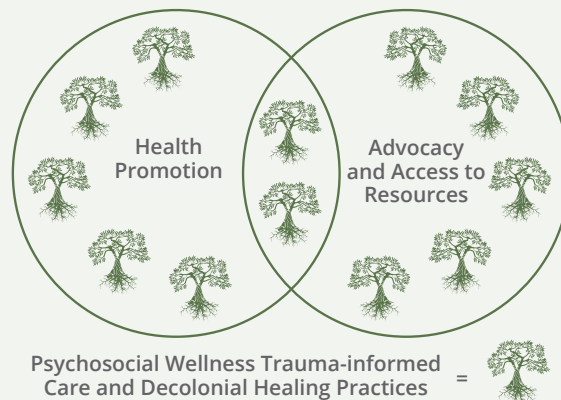 Health
Promotion
Advocacy
and Access to
Resources
Psychosocial Wellness Trauma-informed
Care and Decolonial Healing Practices =